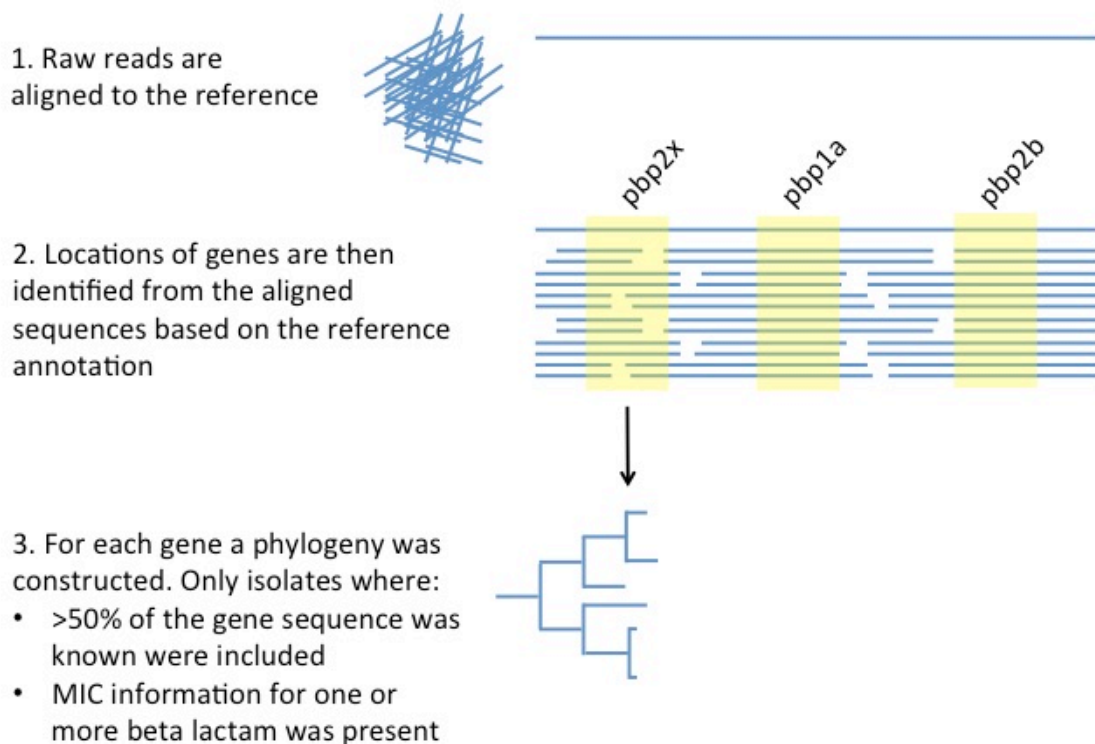 1. Raw reads are
aligned to the reference
pbp2x
pbp1a
pbp2b
2. Locations of genes are then
identified from the aligned
sequences based on the reference
annotation
3. For each gene a phylogeny was
constructed. Only isolates where:
• >50% of the gene sequence was
known were included
• MIC information for one or
more beta lactam was present